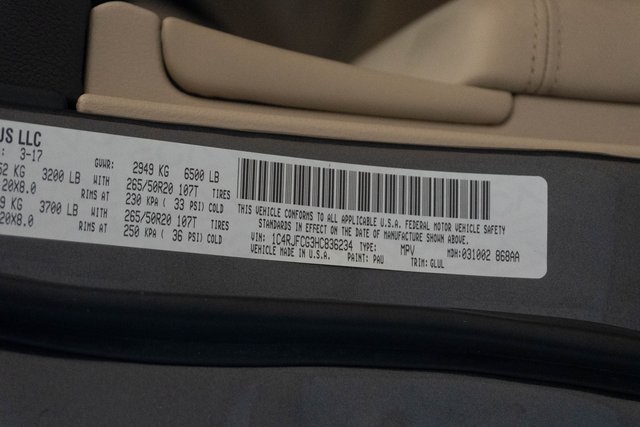 US LLC
: 3-17 GVWR: 2949 KG 6500 LB
KG 3200 LB WITH 265/50R20 107T TIRES
20X8.0 RIMS AT 230 KPA ( 33 PSI) COLD
KG 3700 LB WITH 265/50R20 107T TIRES
20X8.0 RIMS AT 250 KPA ( 36 PSI) COLD
THIS VEHICLE CONFORMS TO ALL APPLICABLE U.S.A. FEDERAL MOTOR VEHICLE SAFETY
STANDARDS IN EFFECT ON THE DATE OF MANUFACTURE SHOWN ABOVE.
VIN: 1C4RJFCG3HC836234 TYPE: MPV MDH:031002 868AA
VEHICLE MADE IN U.S.A. PAINT: PAU TRIM: GLUL